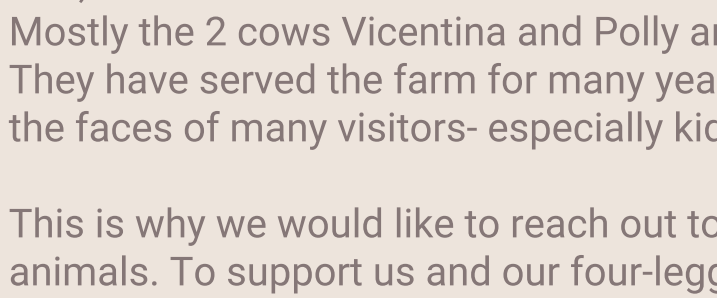 Mostly the 2 cows Vicentina and Polly
They have served the farm for many
the faces of many visitors- especially
This is why we would like to reach out
animals. To support us and our